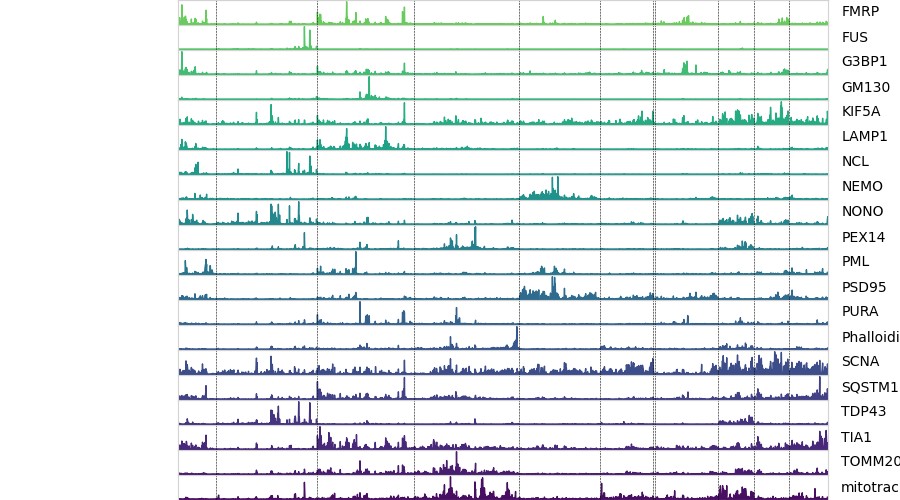 FMRP
FUS
G3BP1
GM130
KIF5A
LAMP1
NCL
NEMO
NONO
PEX14
PML
PSD95
PURA
Phalloidi
SCNA
SQSTM1
TDP43
TIA1
TOMM20
mitotrac